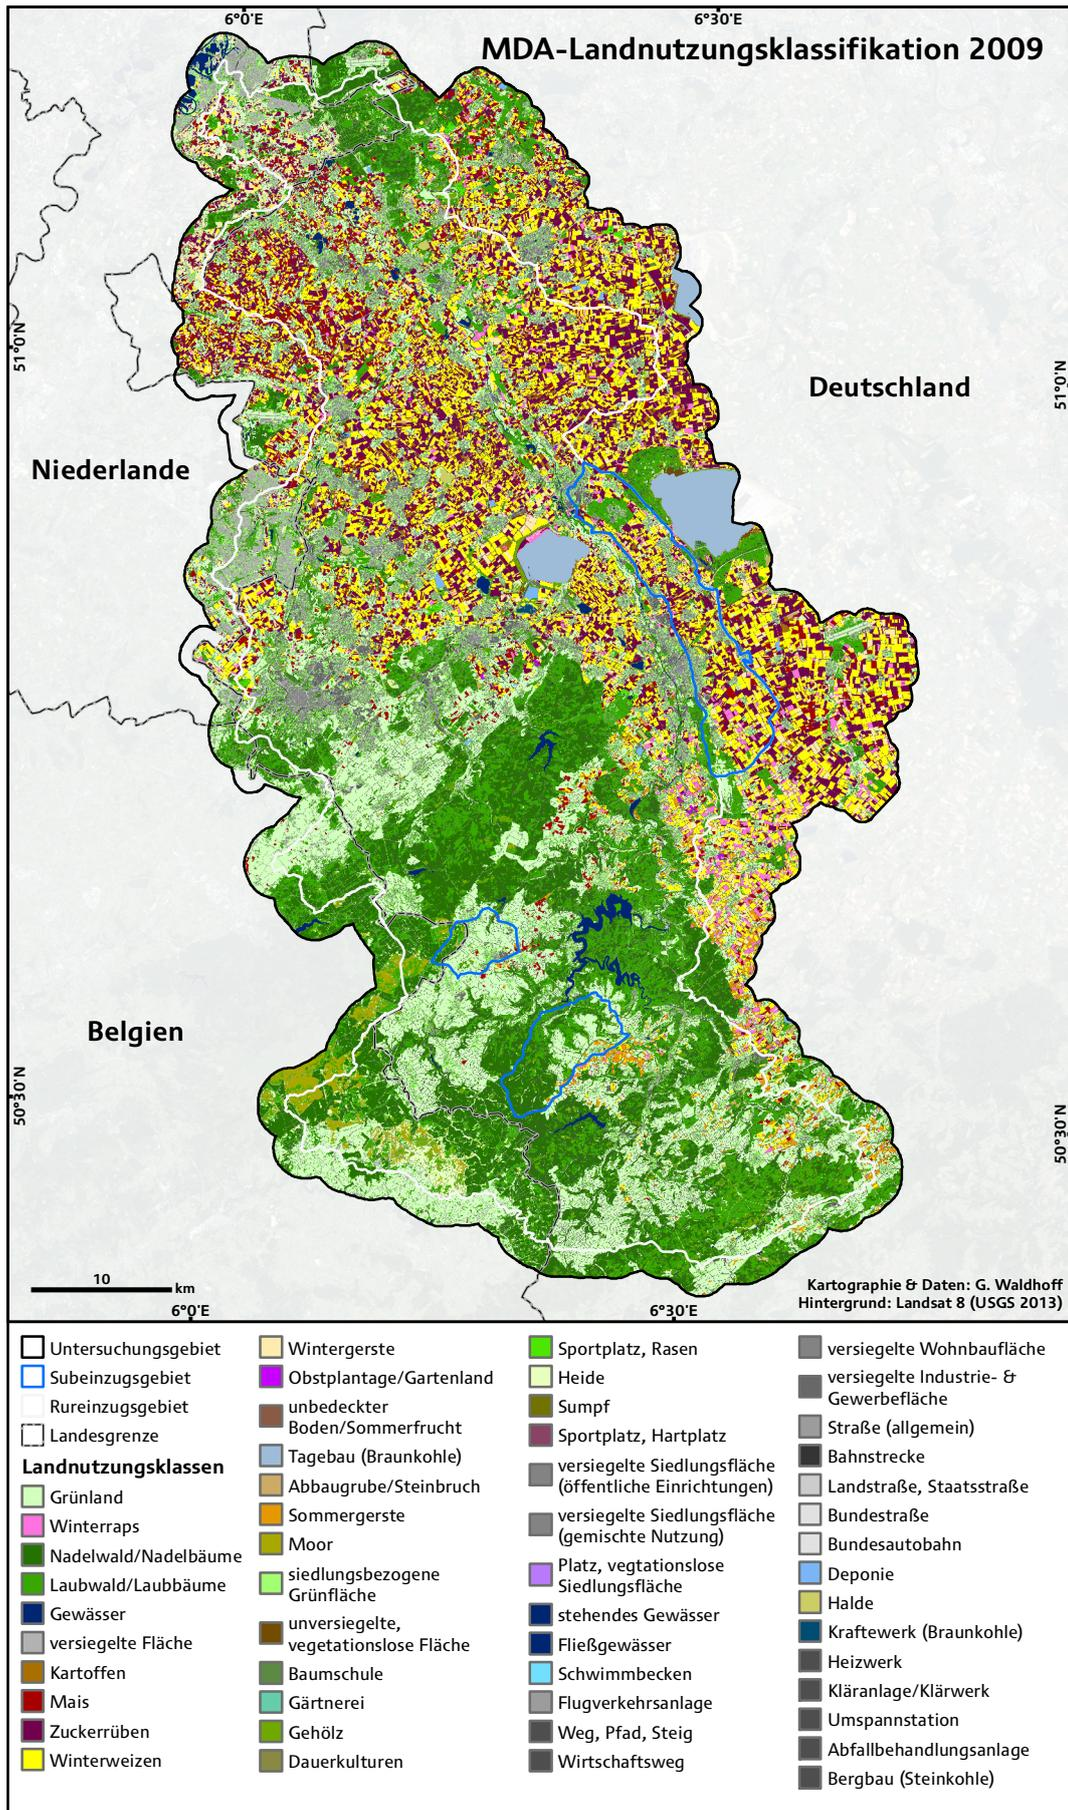 6°0'E
6°30'E
MDA-Landnutzungsklassifikation 2009
51°0'N
51°0'N
Deutschland
Niederlande
Belgien
50°30'N
50°30'N
10
km
Kartographie & Daten: G. Waldhoff
Hintergrund: Landsat 8 (USGS 2013)
6°0'E
6°30'E
Untersuchungsgebiet
Subeinzugsgebiet
Rureinzugsgebiet
Landesgrenze
Landnutzungsklassen
Grünland
Winterraps
Nadelwald/Nadelbäume
Laubwald/Laubbäume
Gewässer
versiegelte Fläche
Kartoffen
Mais
Zuckerrüben
Winterweizen
Wintergerste
Obstplantage/Gartenland
unbedeckter
Boden/Sommerfrucht
Tagebau (Braunkohle)
Abbaugrube/Steinbruch
Sommergerste
Moor
siedlungsbezogene
Grünfläche
unversiegelte,
vegetationslose Fläche
Baumschule
Gärtnerei
Gehölz
Dauerkulturen
Sportplatz, Rasen
Heide
Sumpf
Sportplatz, Hartplatz
versiegelte Siedlungsfläche
(öffentliche Einrichtungen)
versiegelte Siedlungsfläche
(gemischte Nutzung)
Platz, vegtationslose
Siedlungsfläche
stehendes Gewässer
Fließgewässer
Schwimmbecken
Flugverkehrsanlage
Weg, Pfad, Steig
Wirtschaftsweg
versiegelte Wohnbaufläche
versiegelte Industrie- &
Gewerbefläche
Straße (allgemein)
Bahnstrecke
Landstraße, Staatsstraße
Bundestraße
Bundesautobahn
Deponie
Halde
Kraftewerk (Braunkohle)
Heizwerk
Kläranlage/Klärwerk
Umspannstation
Abfallbehandlungsanlage
Bergbau (Steinkohle)